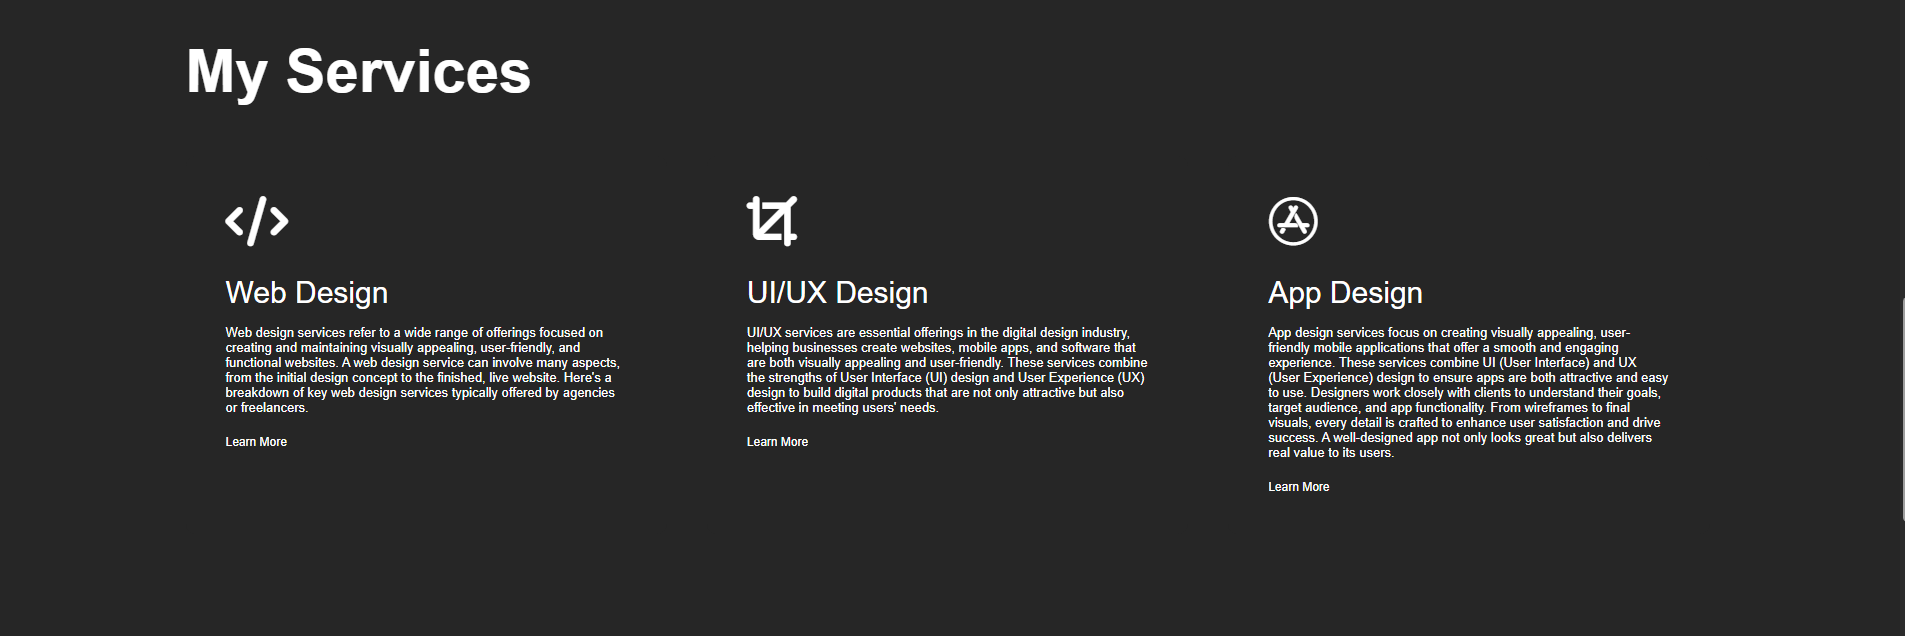 My Services
Web Design
Web design services refer to a wide range of offerings focused on
creating and maintaining visually appealing, user-friendly, and
functional websites. A web design service can involve many aspects,
from the initial design concept to the finished, live website. Here's a
breakdown of key web design services typically offered by agencies
or freelancers.
Learn More
UI/UX Design
UI/UX services are essential offerings in the digital design industry,
helping businesses create websites, mobile apps, and software that
are both visually appealing and user-friendly. These services combine
the strengths of User Interface (UI) design and User Experience (UX)
design to build digital products that are not only attractive but also
effective in meeting users' needs.
Learn More
App Design
App design services focus on creating visually appealing, user-
friendly mobile applications that offer a smooth and engaging
experience. These services combine UI (User Interface) and UX
(User Experience) design to ensure apps are both attractive and easy
to use. Designers work closely with clients to understand their goals,
target audience, and app functionality. From wireframes to final
visuals, every detail is crafted to enhance user satisfaction and drive
success. A well-designed app not only looks great but also delivers
real value to its users.
Learn More